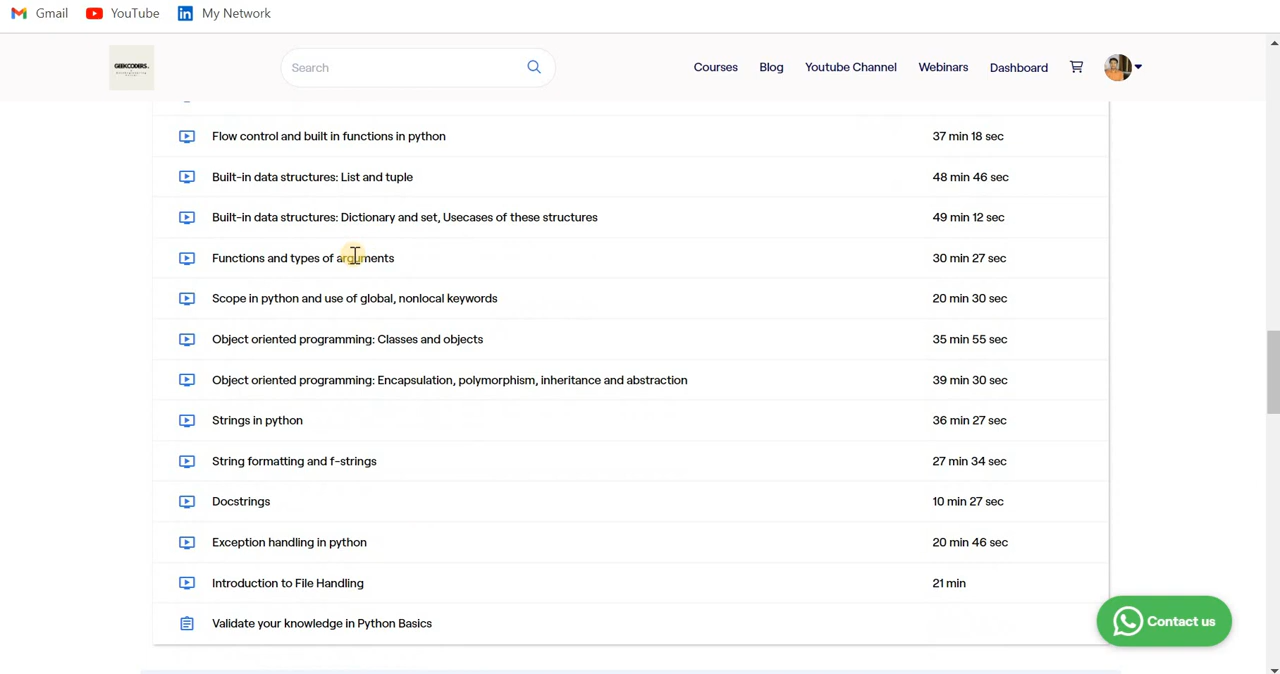 Gmail YouTube My Network
GEEKCODERS.
Search
Courses Blog Youtube Channel Webinars Dashboard
Flow control and built in functions in python 37 min 18 sec
Built-in data structures: List and tuple 48 min 46 sec
Built-in data structures: Dictionary and set, Usecases of these structures 49 min 12 sec
Functions and types of arguments 30 min 27 sec
Scope in python and use of global, nonlocal keywords 20 min 30 sec
Object oriented programming: Classes and objects 35 min 55 sec
Object oriented programming: Encapsulation, polymorphism, inheritance and abstraction 39 min 30 sec
Strings in python 36 min 27 sec
String formatting and f-strings 27 min 34 sec
Docstrings 10 min 27 sec
Exception handling in python 20 min 46 sec
Introduction to File Handling 21 min
Validate your knowledge in Python Basics
Contact us